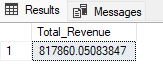 Results Messages
Total_Revenue
1 817860.05083847